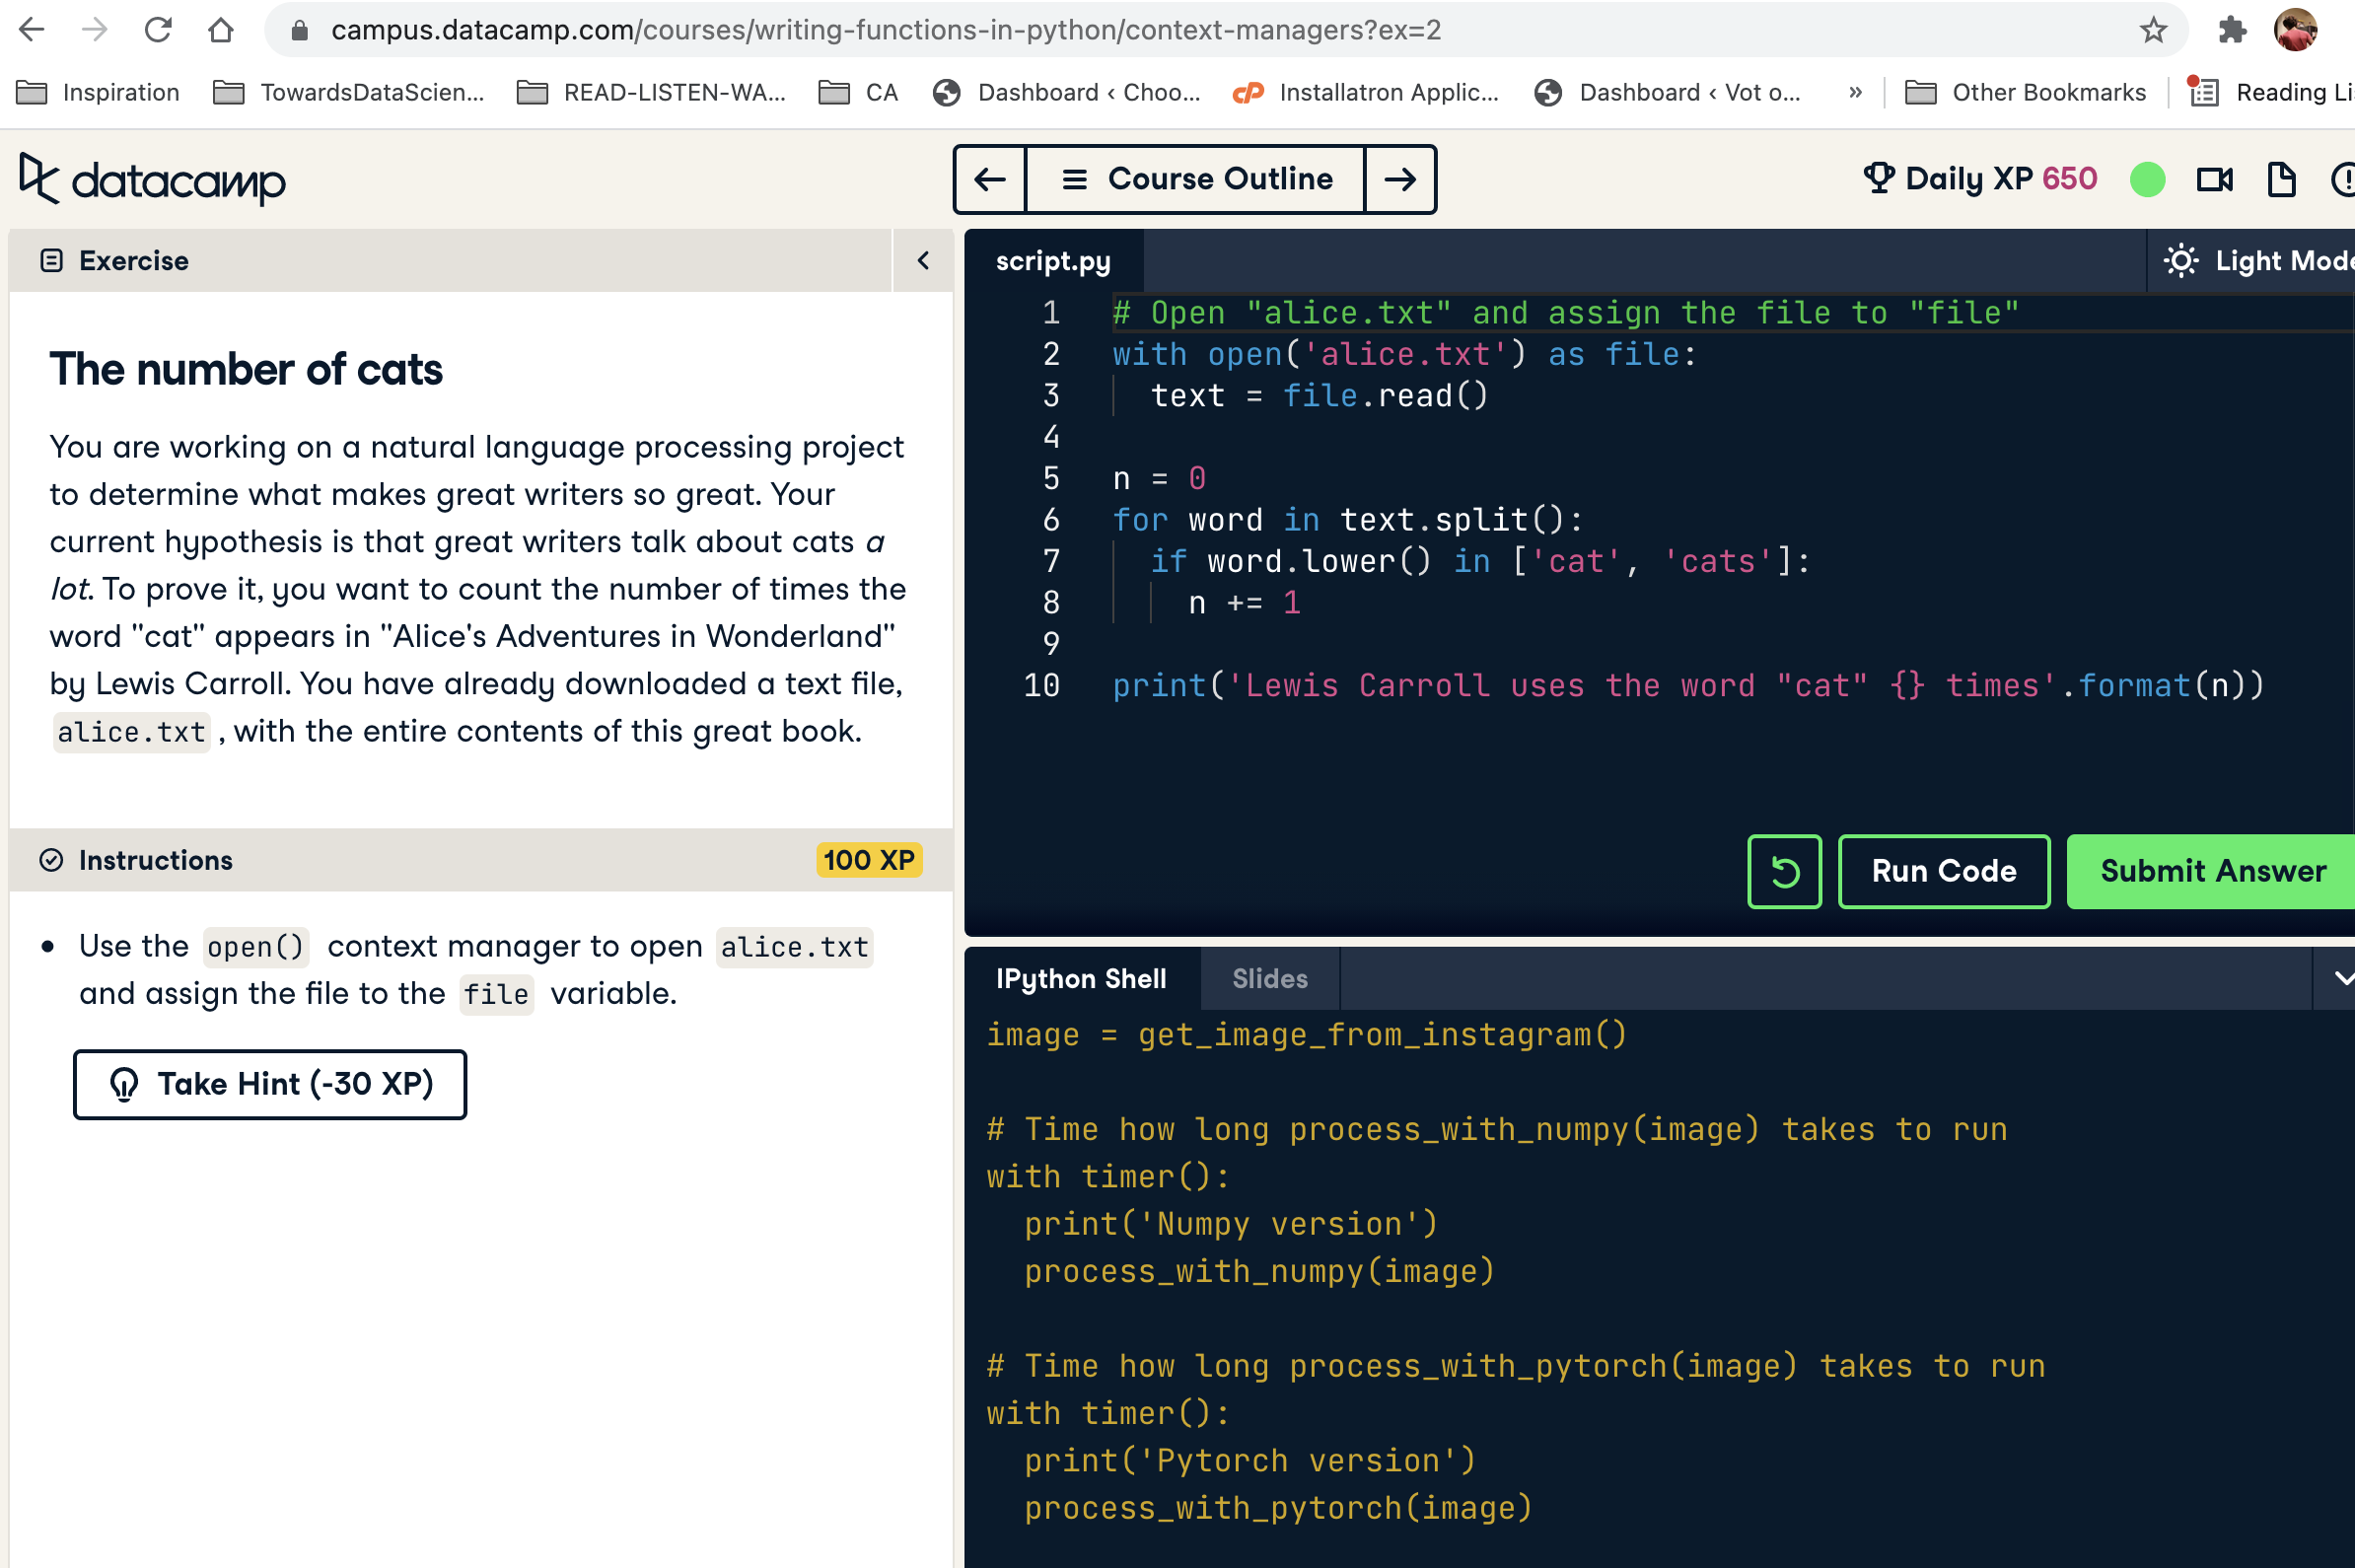 campus.datacamp.com/courses/writing-functions-in-python/context-managers?ex=2
Inspiration TowardsDataScien... READ-LISTEN-WA... CA Dashboard ‹ Choo... cP Installatron Applic... Dashboard ‹ Vot o... » Other Bookmarks Reading Li
datacamp
Course Outline
Daily XP 650
Exercise
The number of cats
You are working on a natural language processing project
to determine what makes great writers so great. Your
current hypothesis is that great writers talk about cats a
lot. To prove it, you want to count the number of times the
word "cat" appears in "Alice's Adventures in Wonderland"
by Lewis Carroll. You have already downloaded a text file,
alice.txt , with the entire contents of this great book.
Instructions 100 XP
• Use the open() context manager to open alice.txt
and assign the file to the file variable.
Take Hint (-30 XP)
script.py Light Mode
1 # Open "alice.txt" and assign the file to "file"
2 with open('alice.txt') as file:
3   text = file.read()
4
5 n = 0
6 for word in text.split():
7   if word.lower() in ['cat', 'cats']:
8     n += 1
9
10 print('Lewis Carroll uses the word "cat" {} times'.format(n))
Run Code Submit Answer
IPython Shell Slides
image = get_image_from_instagram()
# Time how long process_with_numpy(image) takes to run
with timer():
  print('Numpy version')
  process_with_numpy(image)
# Time how long process_with_pytorch(image) takes to run
with timer():
  print('Pytorch version')
  process_with_pytorch(image)